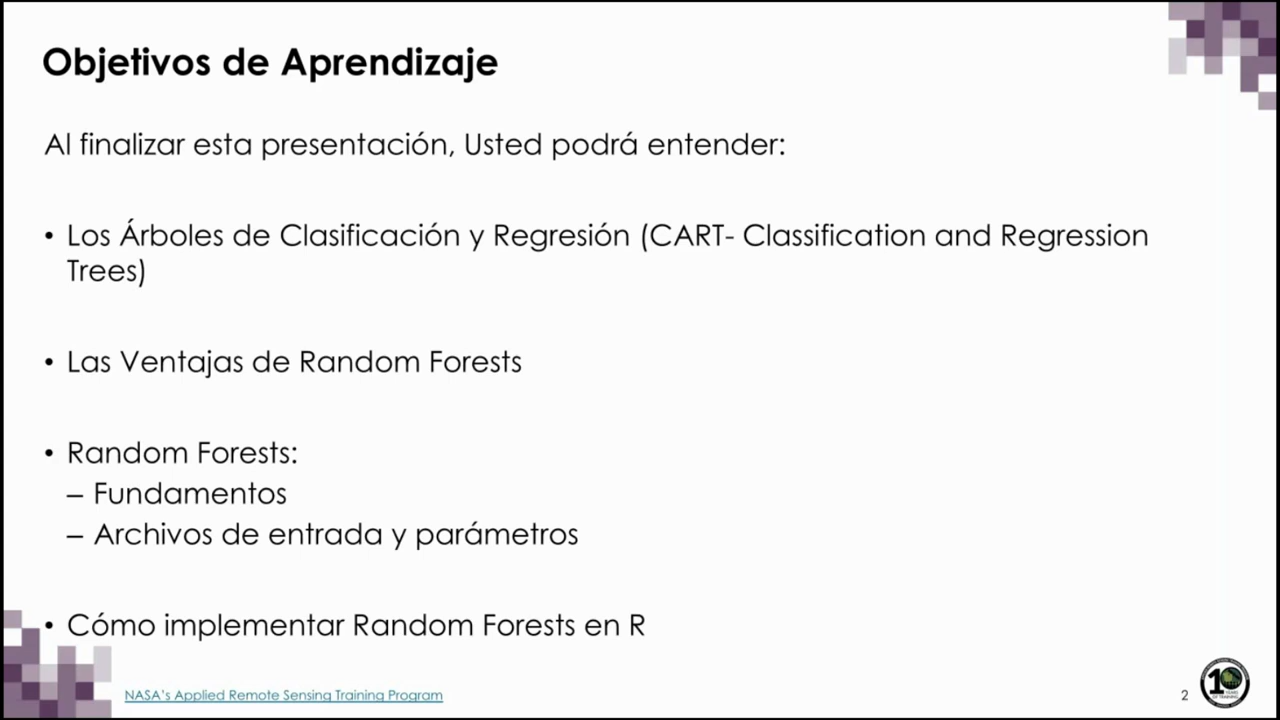 Objetivos de Aprendizaje
Al finalizar esta presentación, Usted podrá entender:
• Los Árboles de Clasificación y Regresión (CART- Classification and Regression
Trees)
• Las Ventajas de Random Forests
• Random Forests:
– Fundamentos
– Archivos de entrada y parámetros
• Cómo implementar Random Forests en R
NASA's Applied Remote Sensing Training Program
2
10